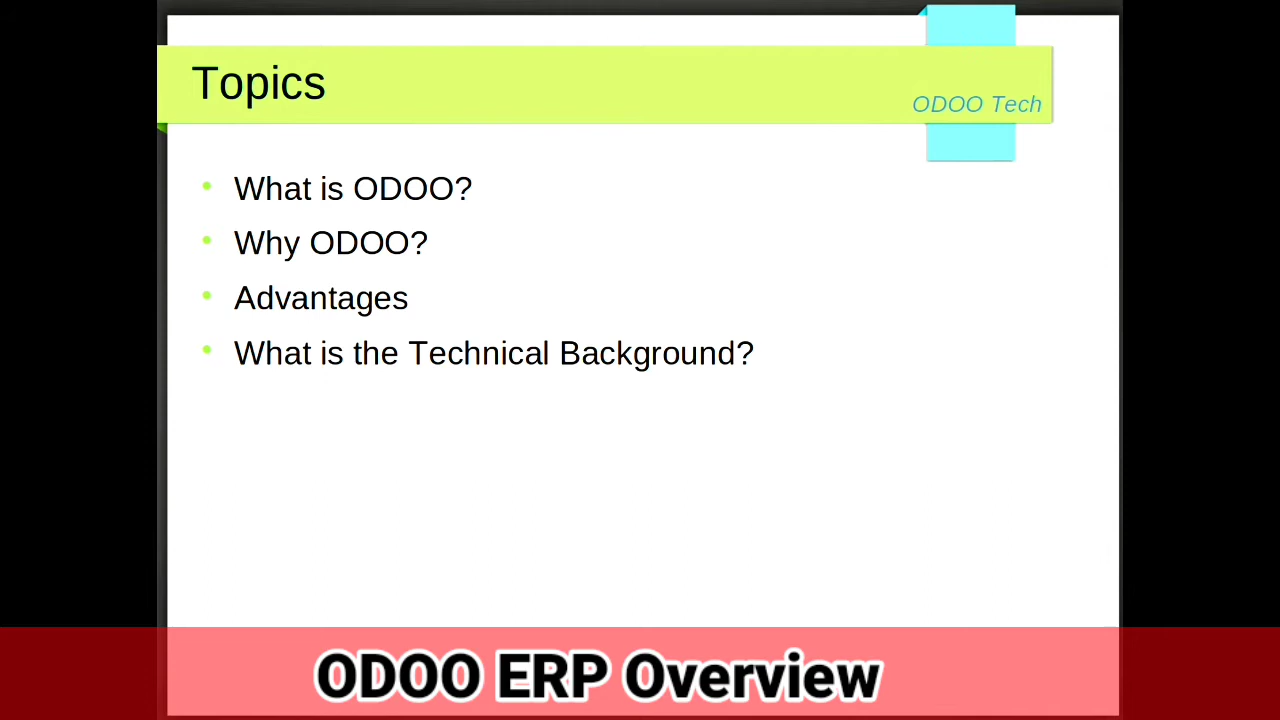 Topics
ODOO Tech
What is ODOO?
Why ODOO?
Advantages
What is the Technical Background?
ODOO ERP Overview